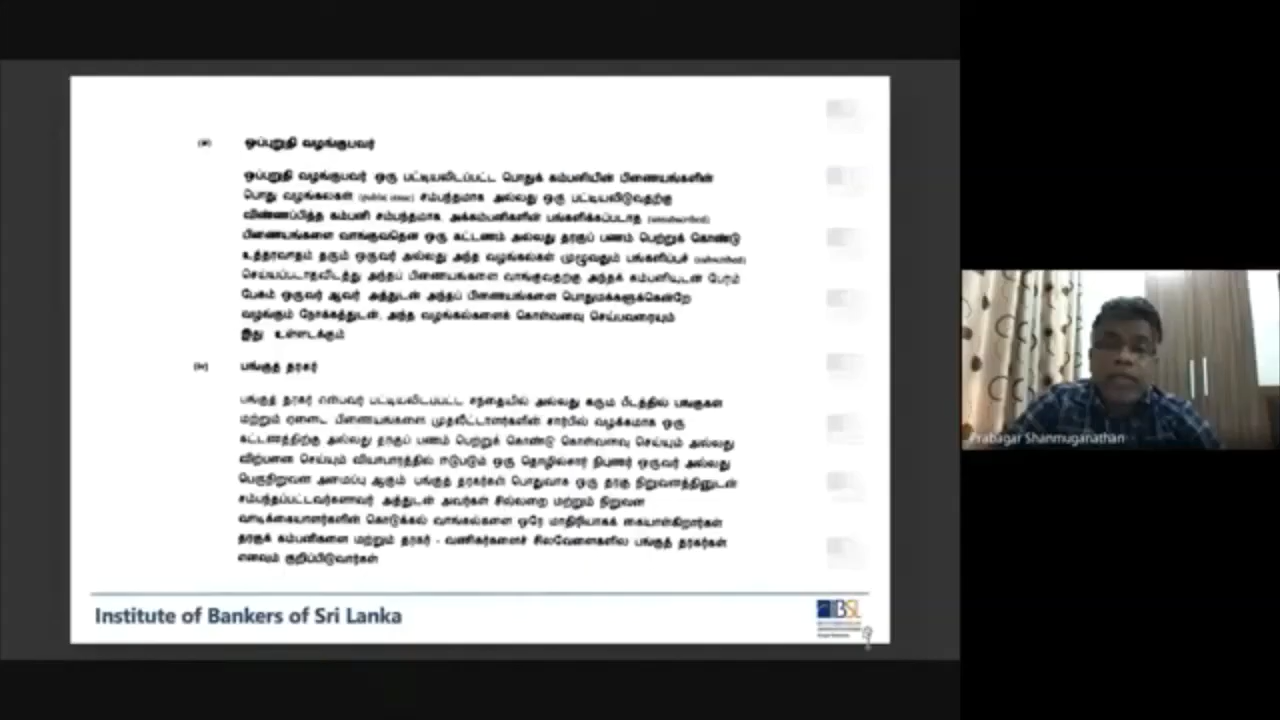 (iii) ஒப்புறுதி வழங்குபவர்
ஒப்புறுதி வழங்குபவர் ஒரு பட்டியலிடப்பட்ட பொதுக் கம்பனியின் பிணையங்களின்
பொது வழங்கல்கள் (public issue) சம்பந்தமாக அல்லது ஒரு பட்டியலிடுவதற்கு
விண்ணப்பித்த கம்பனி சம்பந்தமாக, அக்கம்பனிகளின் பங்களிக்கப்படாத (unsubscribed)
பிணையங்களை வாங்குவதென ஒரு கட்டணம் அல்லது தரகுப் பணம் பெற்றுக் கொண்டு
உத்தரவாதம் தரும் ஒருவர் அல்லது அந்த வழங்கல்கள் முழுவதும் பங்களிப்புச் (subscribed)
செய்யப்படாதவிடத்து அந்தப் பிணையங்களை வாங்குவதற்கு அந்தக் கம்பனியுடன் பேரம்
பேசும் ஒருவர் ஆவர் அத்துடன் அந்தப் பிணையங்களை பொதுமக்களுக்கென்றே
வழங்கும் நோக்கத்துடன், அந்த வழங்கல்களைக் கொள்வனவு செய்பவரையும்
இது உள்ளடக்கும்
(iv) பங்குத் தரகர்
பங்குத் தரகர் என்பவர் பட்டியலிடப்பட்ட சந்தையில் அல்லது கரும பீடத்தில் பங்குகள்
மற்றும் ஏனைய பிணையங்களை முதலீட்டாளர்களின் சார்பில் வழக்கமாக ஒரு
கட்டணத்திற்கு அல்லது தரகுப் பணம் பெற்றுக் கொண்டு கொள்வனவு செய்யும் அல்லது
விற்பனை செய்யும் வியாபாரத்தில் ஈடுபடும் ஒரு தொழில்சார் நிபுணர் ஒருவர் அல்லது
பெருநிறுவன அமைப்பு ஆகும் பங்குத் தரகர்கள் பொதுவாக ஒரு தரகு நிறுவனத்தினுடன்
சம்பந்தப்பட்டவர்களாவர் அத்துடன் அவர்கள் சில்லறை மற்றும் நிறுவன
வாடிக்கையாளர்களின் கொடுக்கல் வாங்கல்களை ஒரே மாதிரியாகக் கையாள்கிறார்கள்
தரகுக் கம்பனிகளை மற்றும் தரகர் - வணிகர்களைச் சிலவேளைகளில பங்குத் தரகர்கள்
எனவும் குறிப்பிடுவார்கள்
Institute of Bankers of Sri Lanka
IBSL
Prabagar Shanmuganathan